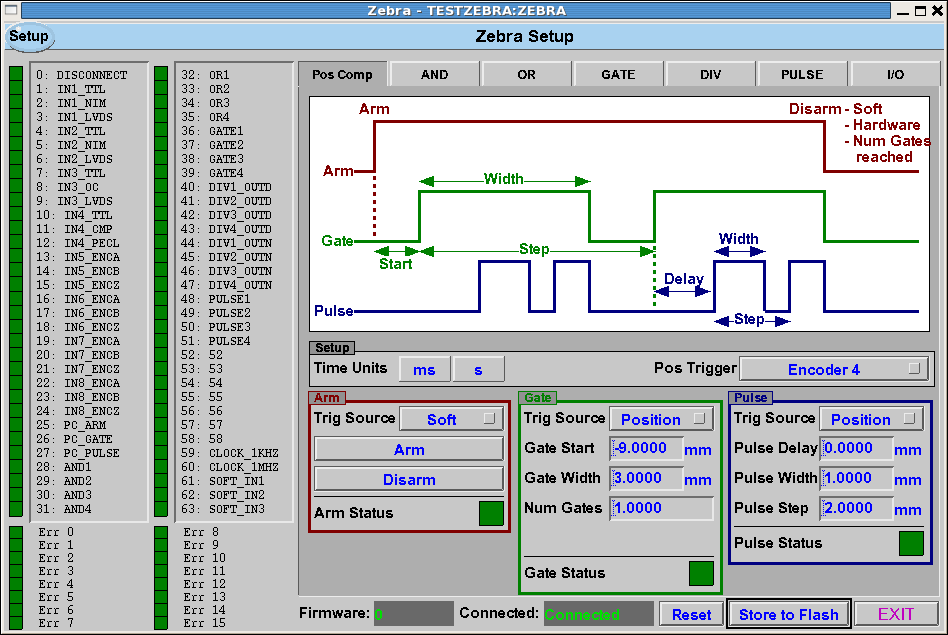 Zebra - TESTZEBRA:ZEBRA
Setup
Zebra Setup
0: DISCONNECT
1: IN1_TTL
2: IN1_NIM
3: IN1_LVDS
4: IN2_TTL
5: IN2_NIM
6: IN2_LVDS
7: IN3_TTL
8: IN3_OC
9: IN3_LVDS
10: IN4_TTL
11: IN4_CMP
12: IN4_PECL
13: IN5_ENCA
14: IN5_ENCB
15: IN5_ENCZ
16: IN6_ENCA
17: IN6_ENCB
18: IN6_ENCZ
19: IN7_ENCA
20: IN7_ENCB
21: IN7_ENCZ
22: IN8_ENCA
23: IN8_ENCB
24: IN8_ENCZ
25: PC_ARM
26: PC_GATE
27: PC_PULSE
28: AND1
29: AND2
30: AND3
31: AND4
32: OR1
33: OR2
34: OR3
35: OR4
36: GATE1
37: GATE2
38: GATE3
39: GATE4
40: DIV1_OUTD
41: DIV2_OUTD
42: DIV3_OUTD
43: DIV4_OUTD
44: DIV1_OUTN
45: DIV2_OUTN
46: DIV3_OUTN
47: DIV4_OUTN
48: PULSE1
49: PULSE2
50: PULSE3
51: PULSE4
52: 52
53: 53
54: 54
55: 55
56: 56
57: 57
58: 58
59: CLOCK_1KHZ
60: CLOCK_1MHZ
61: SOFT_IN1
62: SOFT_IN2
63: SOFT_IN3
Err 0
Err 1
Err 2
Err 3
Err 4
Err 5
Err 6
Err 7
Err 8
Err 9
Err 10
Err 11
Err 12
Err 13
Err 14
Err 15
Pos Comp AND OR GATE DIV PULSE I/O
Arm
Disarm - Soft
- Hardware
- Num Gates
reached
Arm
Width
Gate
Step
Start
Width
Delay
Pulse
Step
Setup
Time Units ms s Pos Trigger Encoder 4
Arm
Trig Source Soft
Arm
Disarm
Arm Status
Gate
Trig Source Position
Gate Start -9.0000 mm
Gate Width 3.0000 mm
Num Gates 1.0000
Gate Status
Pulse
Trig Source Position
Pulse Delay 0.0000 mm
Pulse Width 1.0000 mm
Pulse Step 2.0000 mm
Pulse Status
Firmware: 0 Connected: Connected Reset Store to Flash EXIT